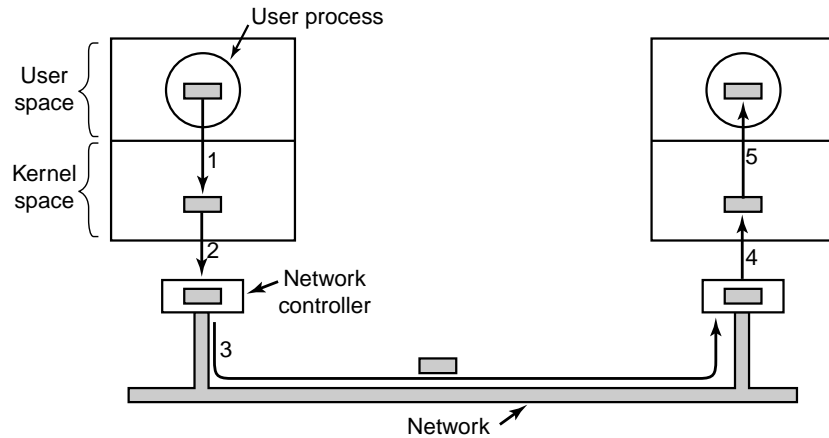 User process
User
space
1
5
Kernel
space
2
4
Network
controller
3
Network